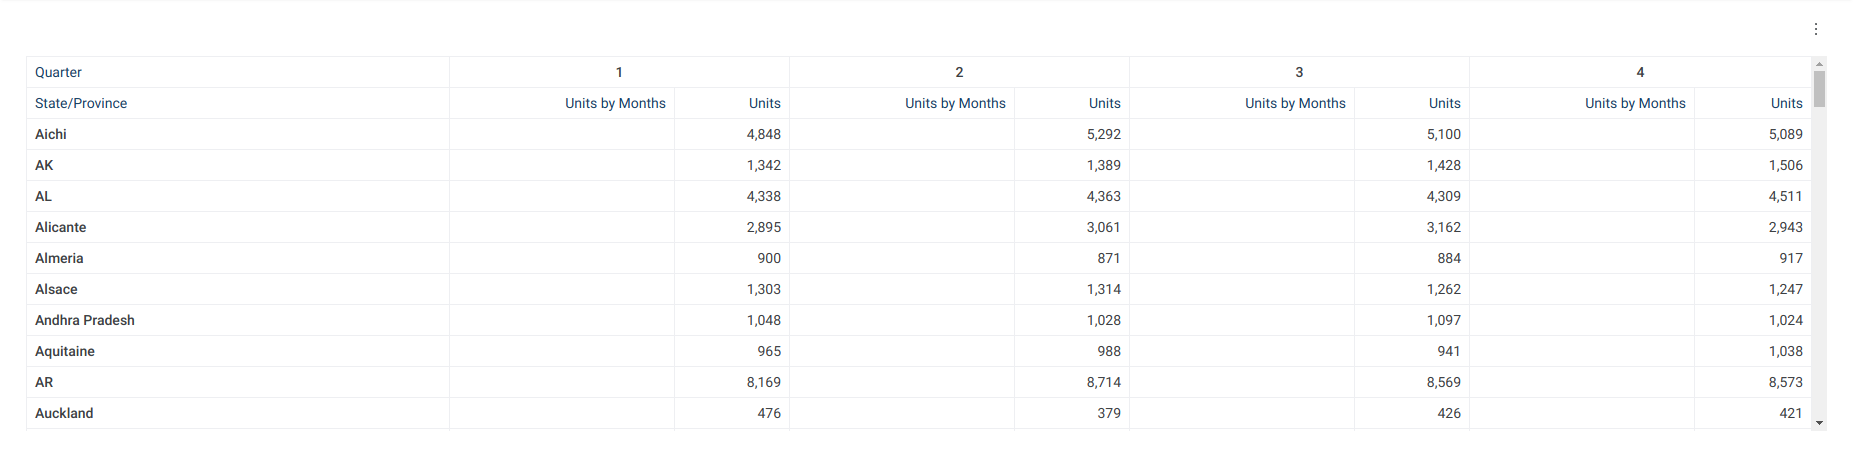 Quarter 1 2 3 4
State/Province Units by Months Units Units by Months Units Units by Months Units Units by Months Units
Aichi 4,848 5,292 5,100 5,089
AK 1,342 1,389 1,428 1,506
AL 4,338 4,363 4,309 4,511
Alicante 2,895 3,061 3,162 2,943
Almeria 900 871 884 917
Alsace 1,303 1,314 1,262 1,247
Andhra Pradesh 1,048 1,028 1,097 1,024
Aquitaine 965 988 941 1,038
AR 8,169 8,714 8,569 8,573
Auckland 476 379 426 421